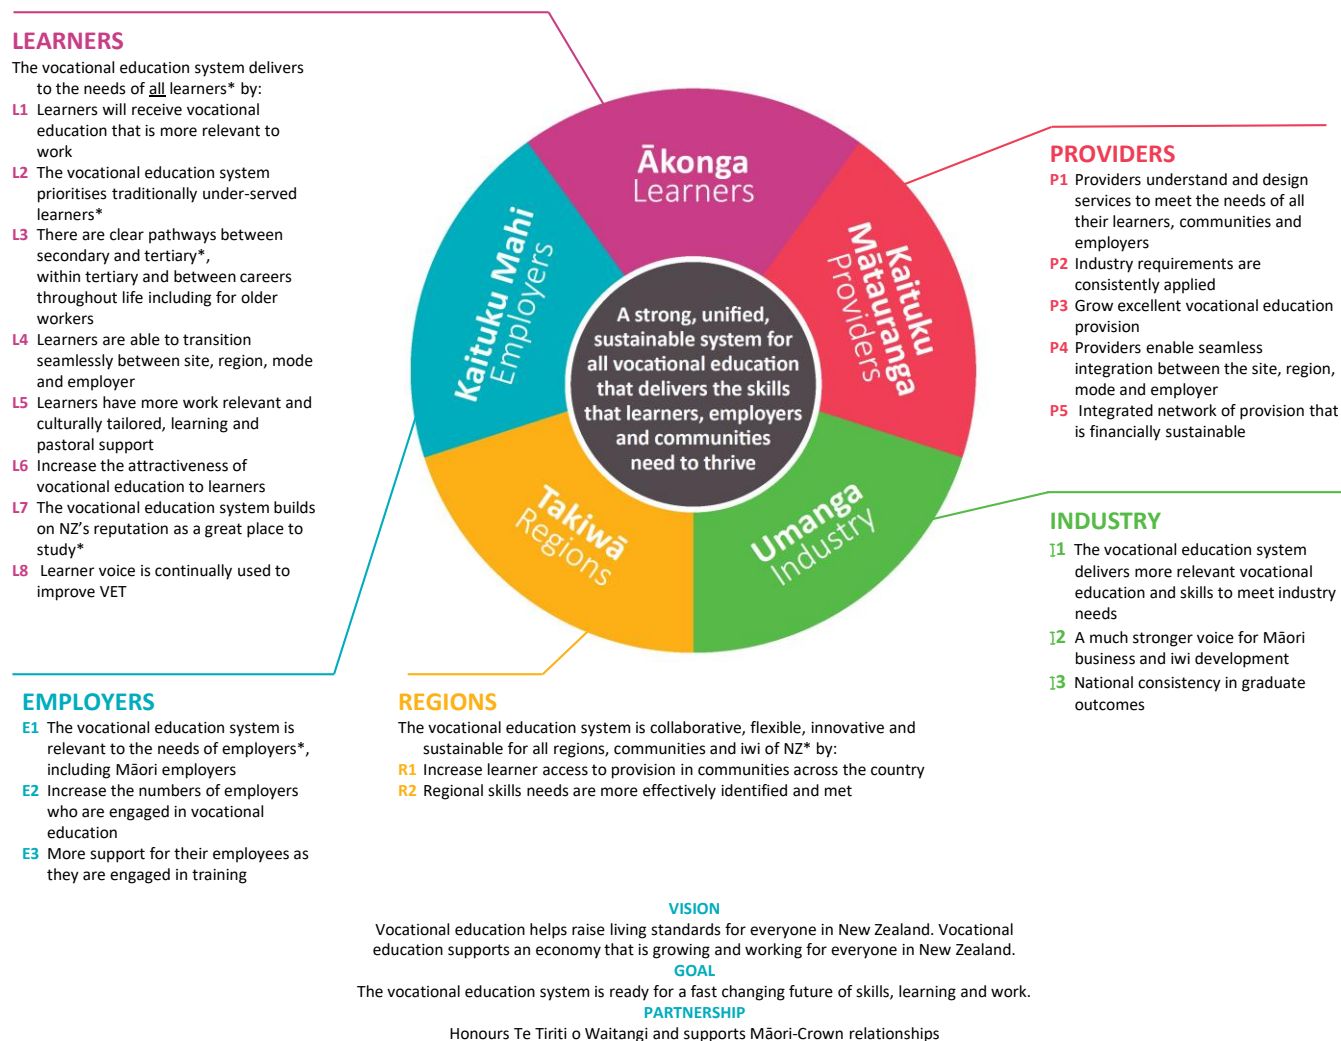 LEARNERS
The vocational education system delivers
to the needs of all learners* by:
L1 Learners will receive vocational
education that is more relevant to
work
L2 The vocational education system
prioritises traditionally under-served
learners*
L3 There are clear pathways between
secondary and tertiary*,
within tertiary and between careers
throughout life including for older
workers
L4 Learners are able to transition
seamlessly between site, region, mode
and employer
L5 Learners have more work relevant and
culturally tailored, learning and
pastoral support
L6 Increase the attractiveness of
vocational education to learners
L7 The vocational education system builds
on NZ's reputation as a great place to
study*
L8 Learner voice is continually used to
improve VET
Ākonga
Learners
Kaituku
Mātauranga
Providers
Umanga
Industry
Takiwā
Regions
Kaituku Mahi
Employers
A strong, unified,
sustainable system for
all vocational education
that delivers the skills
that learners, employers
and communities
need to thrive
PROVIDERS
P1 Providers understand and design
services to meet the needs of all
their learners, communities and
employers
P2 Industry requirements are
consistently applied
P3 Grow excellent vocational education
provision
P4 Providers enable seamless
integration between the site, region,
mode and employer
P5 Integrated network of provision that
is financially sustainable
INDUSTRY
I1 The vocational education system
delivers more relevant vocational
education and skills to meet industry
needs
I2 A much stronger voice for Māori
business and iwi development
I3 National consistency in graduate
outcomes
EMPLOYERS
E1 The vocational education system is
relevant to the needs of employers*,
including Māori employers
E2 Increase the numbers of employers
who are engaged in vocational
education
E3 More support for their employees as
they are engaged in training
REGIONS
The vocational education system is collaborative, flexible, innovative and
sustainable for all regions, communities and iwi of NZ* by:
R1 Increase learner access to provision in communities across the country
R2 Regional skills needs are more effectively identified and met
VISION
Vocational education helps raise living standards for everyone in New Zealand. Vocational
education supports an economy that is growing and working for everyone in New Zealand.
GOAL
The vocational education system is ready for a fast changing future of skills, learning and work.
PARTNERSHIP
Honours Te Tiriti o Waitangi and supports Māori-Crown relationships